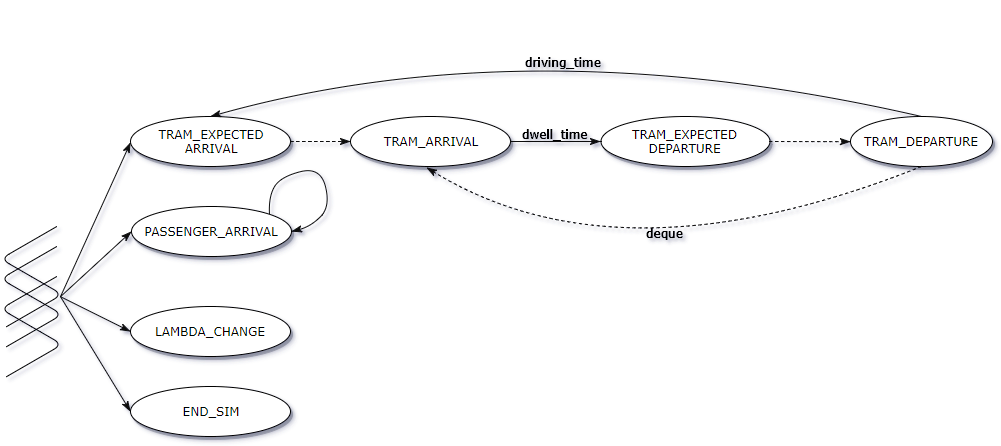 driving_time
TRAM_EXPECTED
ARRIVAL
TRAM_ARRIVAL
dwell_time
TRAM_EXPECTED
DEPARTURE
TRAM_DEPARTURE
PASSENGER_ARRIVAL
deque
LAMBDA_CHANGE
END_SIM